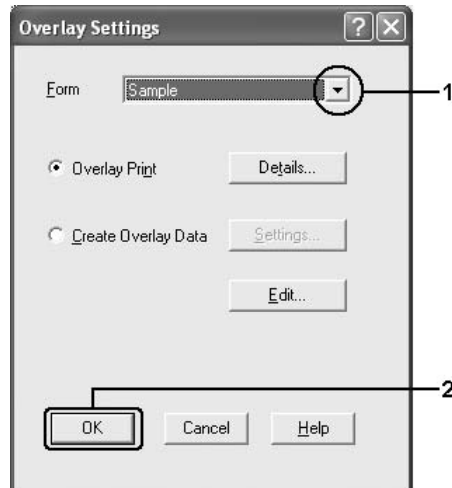 Overlay Settings
Form Sample 1
Overlay Print Details...
Create Overlay Data Settings...
Edit...
2
OK Cancel Help